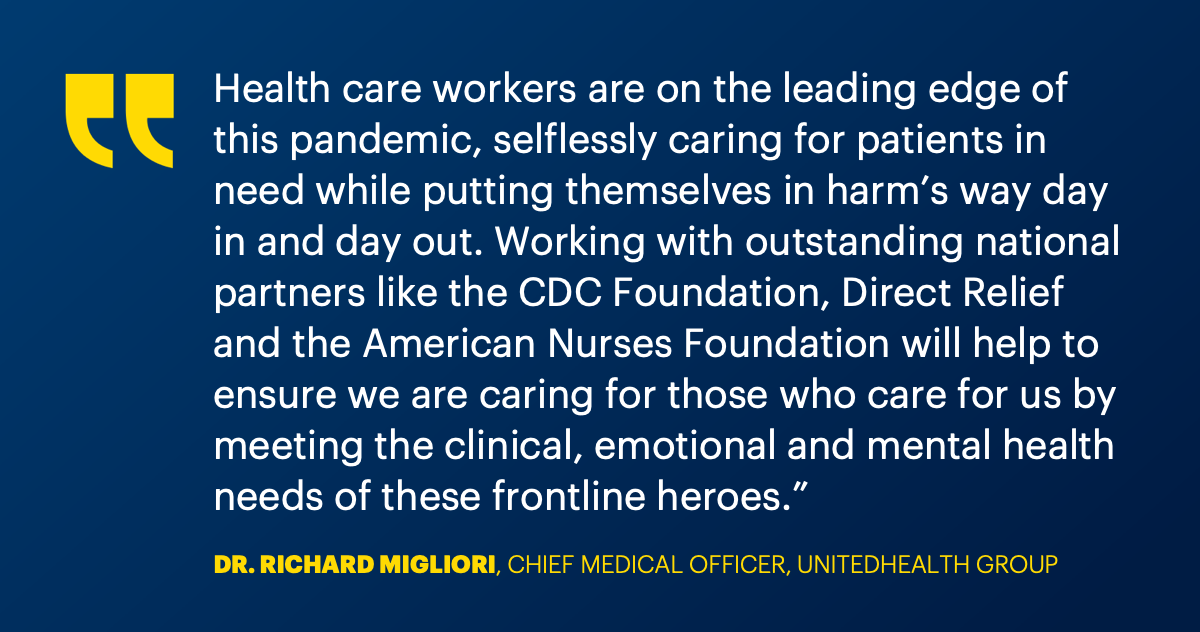 Health care workers are on the leading edge of
this pandemic, selflessly caring for patients in
need while putting themselves in harm’s way day
in and day out. Working with outstanding national
partners like the CDC Foundation, Direct Relief
and the American Nurses Foundation will help to
ensure we are caring for those who care for us by
meeting the clinical, emotional and mental health
needs of these frontline heroes.”
DR. RICHARD MIGLIORI, CHIEF MEDICAL OFFICER, UNITEDHEALTH GROUP